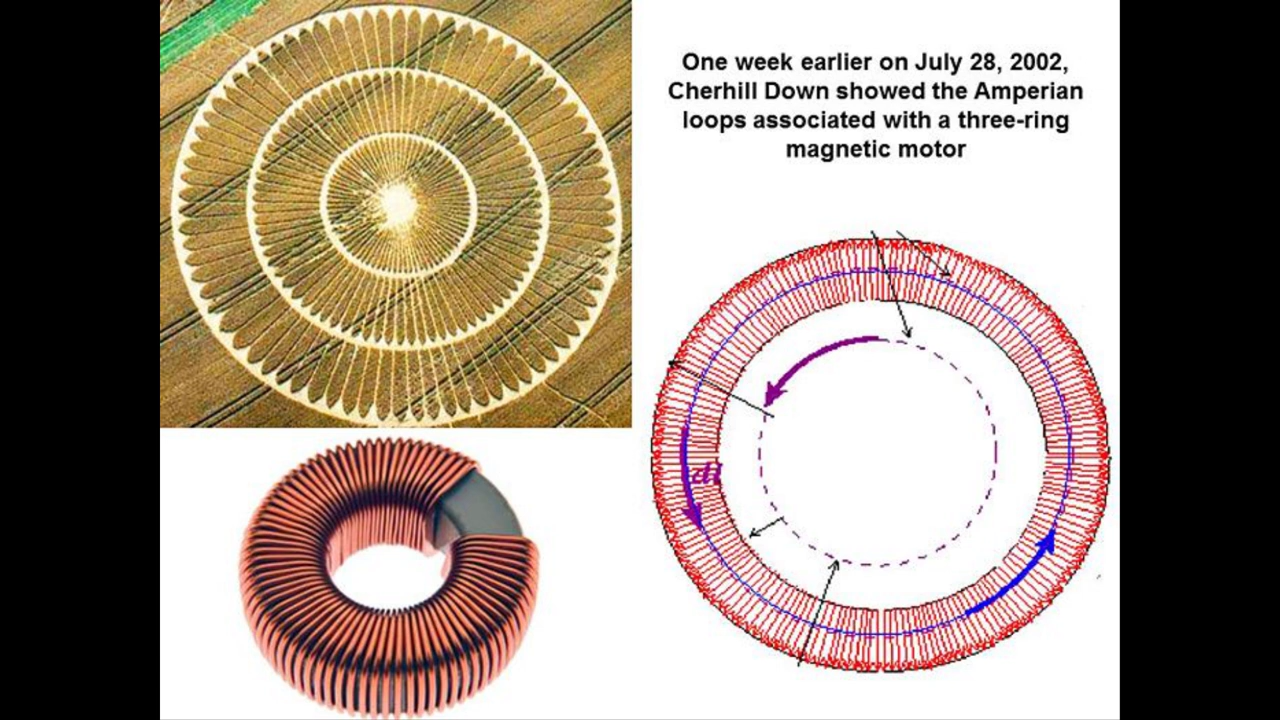 One week earlier on July 28, 2002,
Cherhill Down showed the Amperian
loops associated with a three-ring
magnetic motor
dl